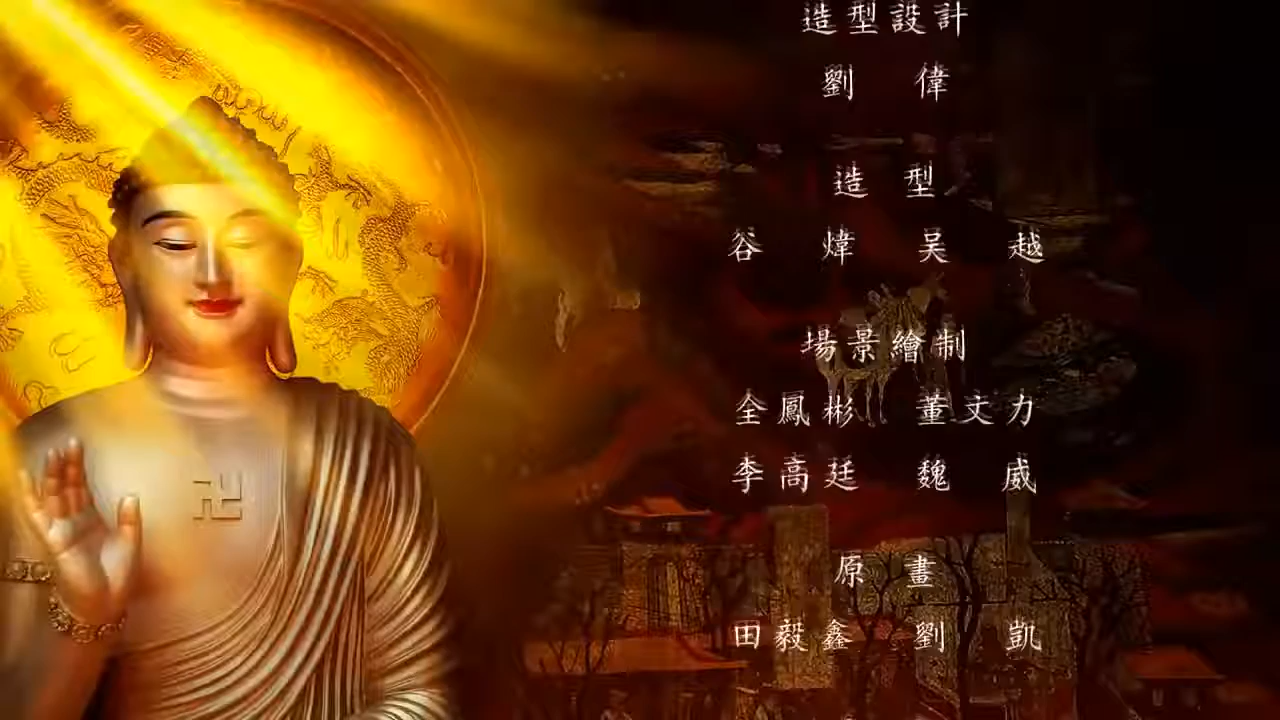 造型設計
劉 偉
造 型
谷 煒 吴 越
場景繪制
全鳳彬 董文力
李高廷 魏 威
原 畫
田毅鑫 劉 凱